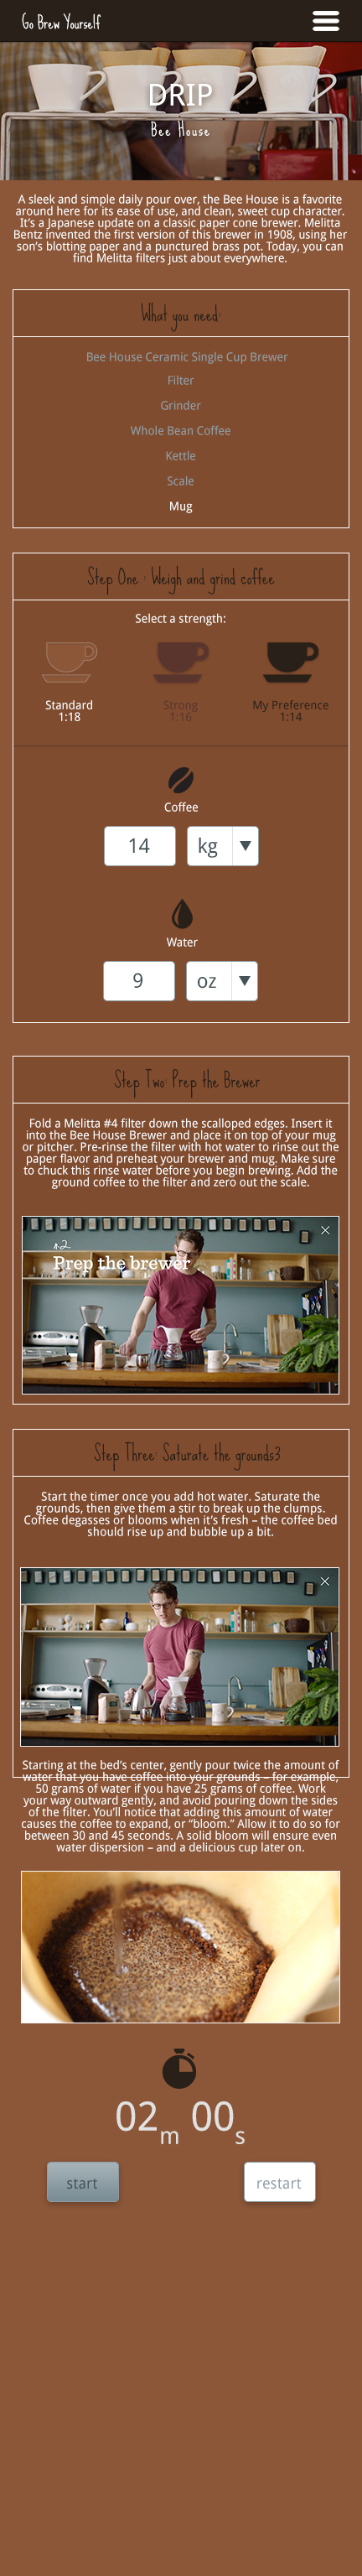 Go Brew Yourself
DRIP
Bee House
A sleek and simple daily pour over, the Bee House is a favorite
around here for its ease of use, and clean, sweet cup character.
It's a Japanese update on a classic paper cone brewer. Melitta
Bentz invented the first version of this brewer in 1908, using her
son's blotting paper and a punctured brass pot. Today, you can
find Melitta filters just about everywhere.
What you need:
Bee House Ceramic Single Cup Brewer
Filter
Grinder
Whole Bean Coffee
Kettle
Scale
Mug
Step One : Weigh and grind coffee
Select a strength:
Standard Strong My Preference
1:18 1:16 1:14
Coffee
14 kg
Water
9 oz
Step Two: Prep the Brewer
Fold a Melitta #4 filter down the scalloped edges. Insert it
into the Bee House Brewer and place it on top of your mug
or pitcher. Pre-rinse the filter with hot water to rinse out the
paper flavor and preheat your brewer and mug. Make sure
to chuck this rinse water before you begin brewing. Add the
ground coffee to the filter and zero out the scale.
Prep the brewer
Step Three: Saturate the grounds3
Start the timer once you add hot water. Saturate the
grounds, then give them a stir to break up the clumps.
Coffee degasses or blooms when it's fresh – the coffee bed
should rise up and bubble up a bit.
Starting at the bed's center, gently pour twice the amount of
water that you have coffee into your grounds – for example,
50 grams of water if you have 25 grams of coffee. Work
your way outward gently, and avoid pouring down the sides
of the filter. You'll notice that adding this amount of water
causes the coffee to expand, or "bloom." Allow it to do so for
between 30 and 45 seconds. A solid bloom will ensure even
water dispersion – and a delicious cup later on.
02m 00s
start restart